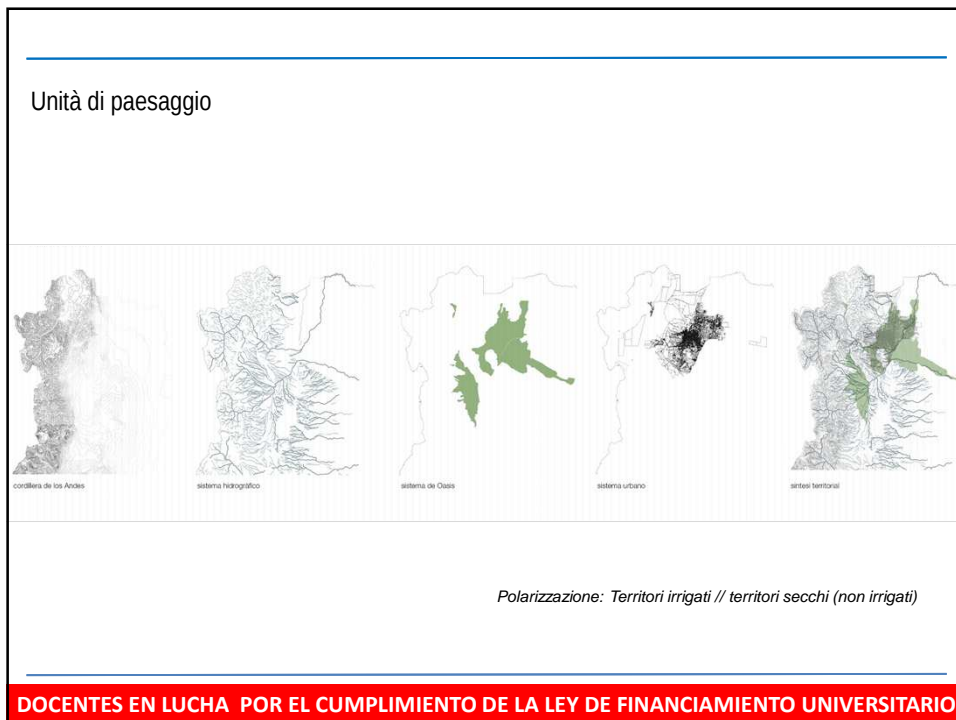 Unità di paesaggio
cordillera de los Andes
sistema hidrográfico
sistema de Oasis
sistema urbano
sintesi territorial
Polarizzazione: Territori irrigati // territori secchi (non irrigati)
DOCENTES EN LUCHA POR EL CUMPLIMIENTO DE LA LEY DE FINANCIAMIENTO UNIVERSITARIO